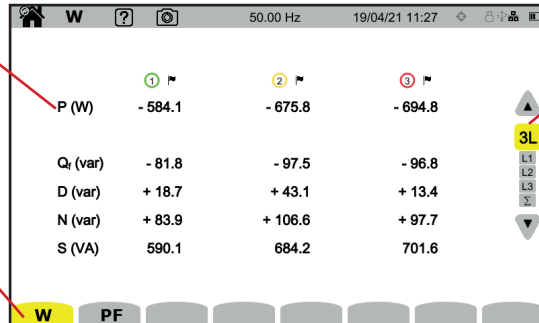 W ? 50.00 Hz 19/04/21 11:27
1 2 3
P (W) - 584.1 - 675.8 - 694.8
3L
L1
Qf (var) - 81.8 - 97.5 - 96.8
L2
D (var) + 18.7 + 43.1 + 13.4
L3
Σ
N (var) + 83.9 + 106.6 + 97.7
S (VA) 590.1 684.2 701.6
W PF